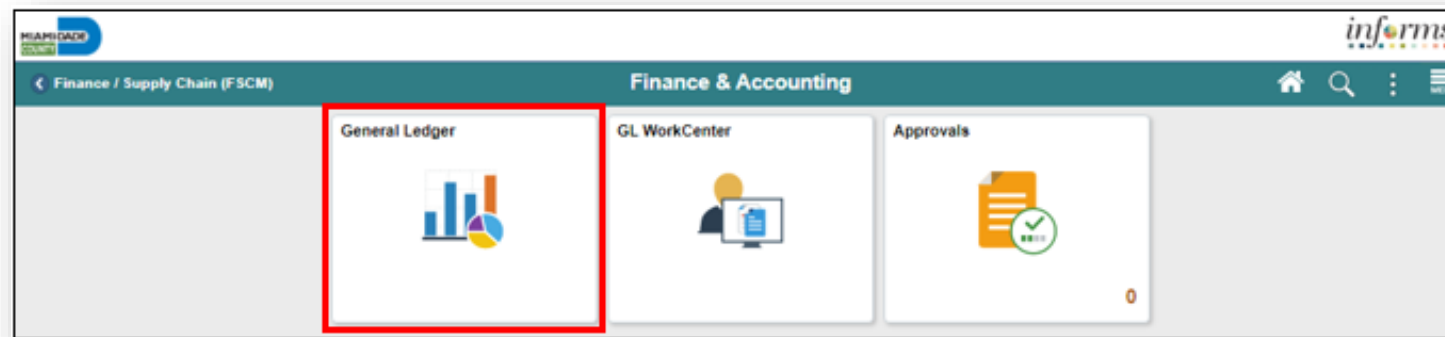 MIAMI-DADE
COUNTY
informs
Finance / Supply Chain (FSCM)
Finance & Accounting
General Ledger
GL WorkCenter
Approvals
0